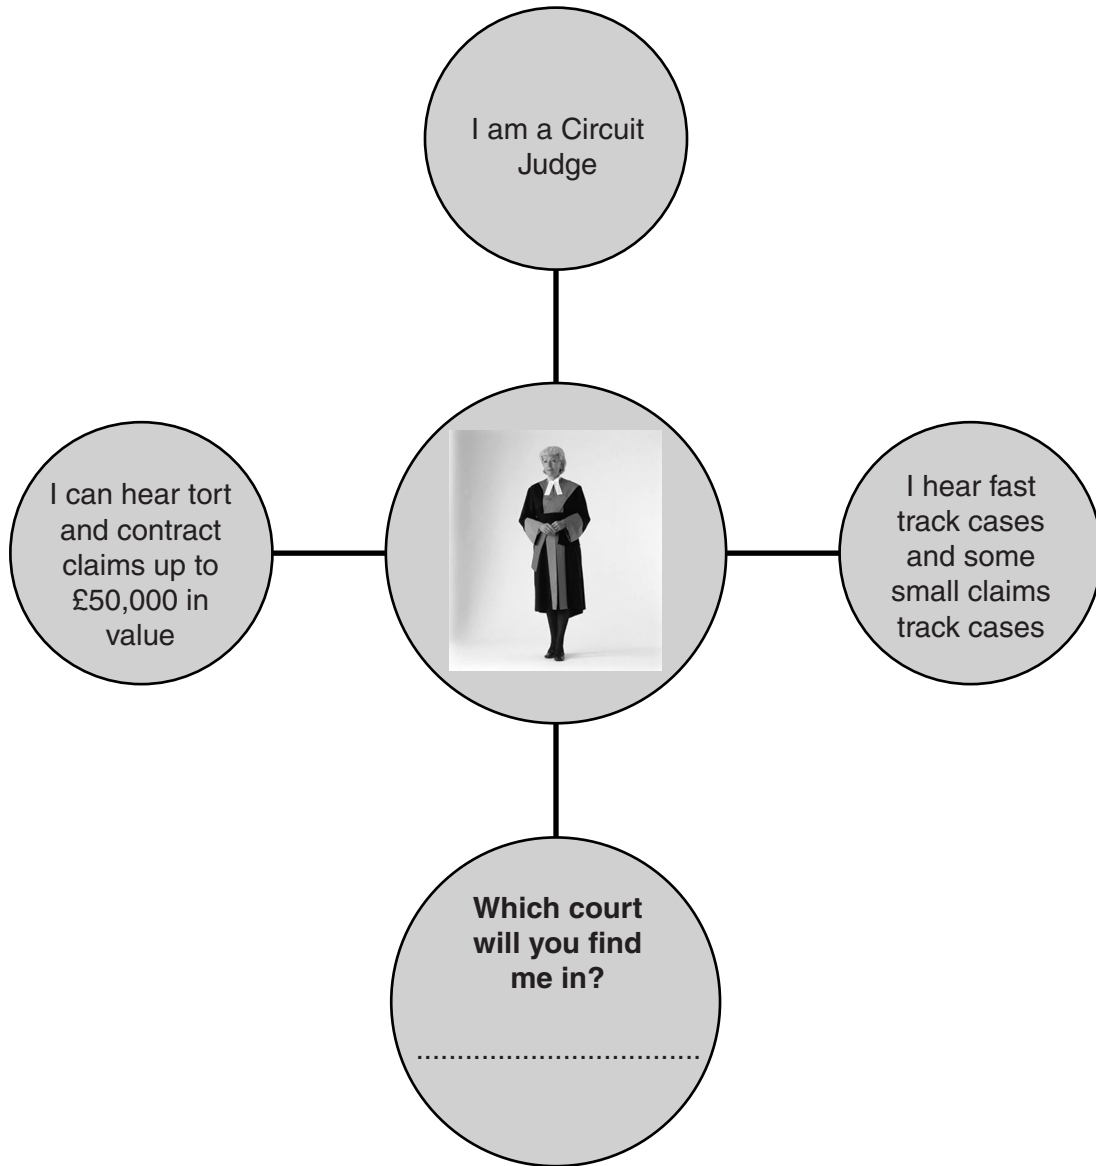 I am a Circuit
Judge
I can hear tort
and contract
claims up to
£50,000 in
value
I hear fast
track cases
and some
small claims
track cases
Which court
will you find
me in?
...................................